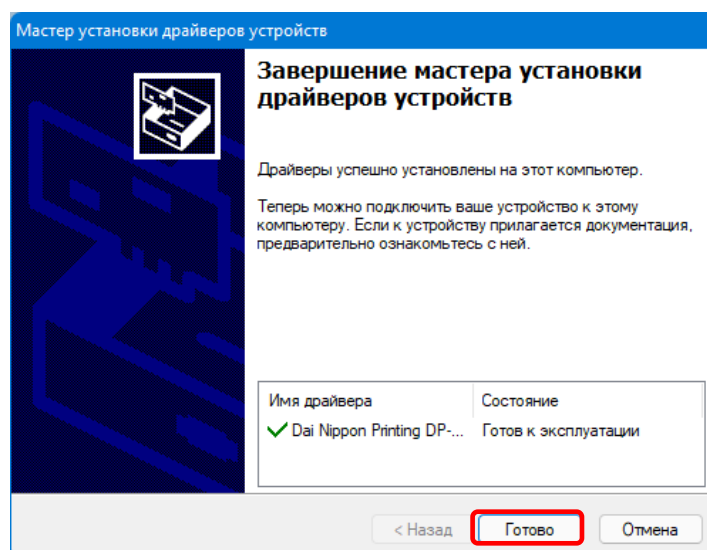 Мастер установки драйверов устройств
Завершение мастера установки
драйверов устройств
Драйверы успешно установлены на этот компьютер.
Теперь можно подключить ваше устройство к этому
компьютеру. Если к устройству прилагается документация,
предварительно ознакомьтесь с ней.
Имя драйвера Состояние
Dai Nippon Printing DP-... Готов к эксплуатации
< Назад Готово Отмена